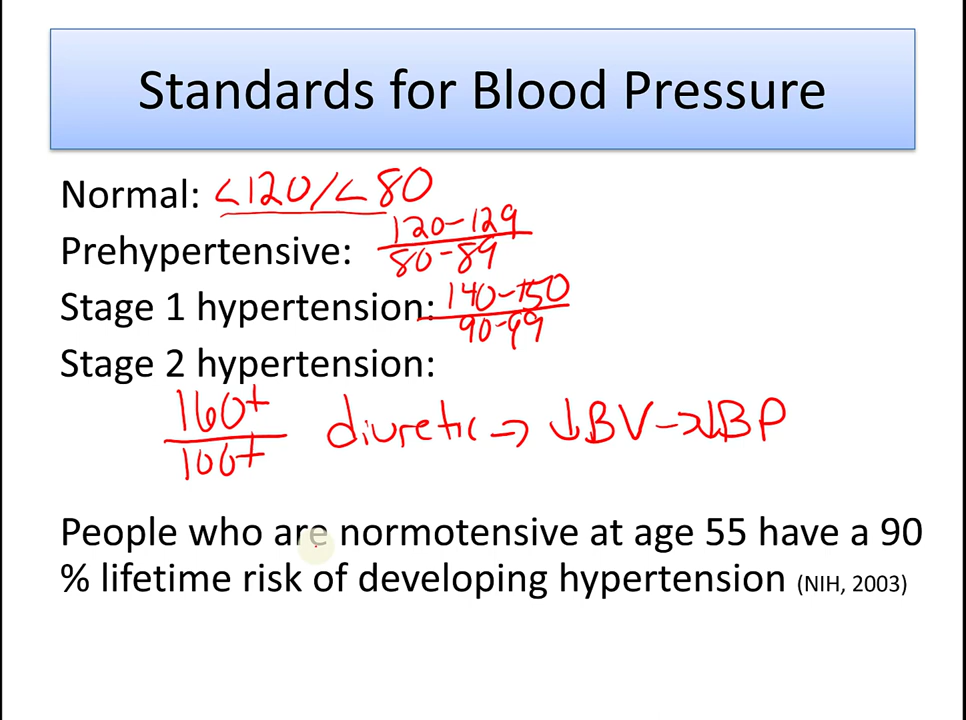 Standards for Blood Pressure
Normal: <120/<80
Prehypertensive: 120-129
80-89
Stage 1 hypertension: 140-150
90-99
Stage 2 hypertension:
160+
100+
diuretic → ↓BV→↓BP
People who are normotensive at age 55 have a 90
% lifetime risk of developing hypertension (NIH, 2003)